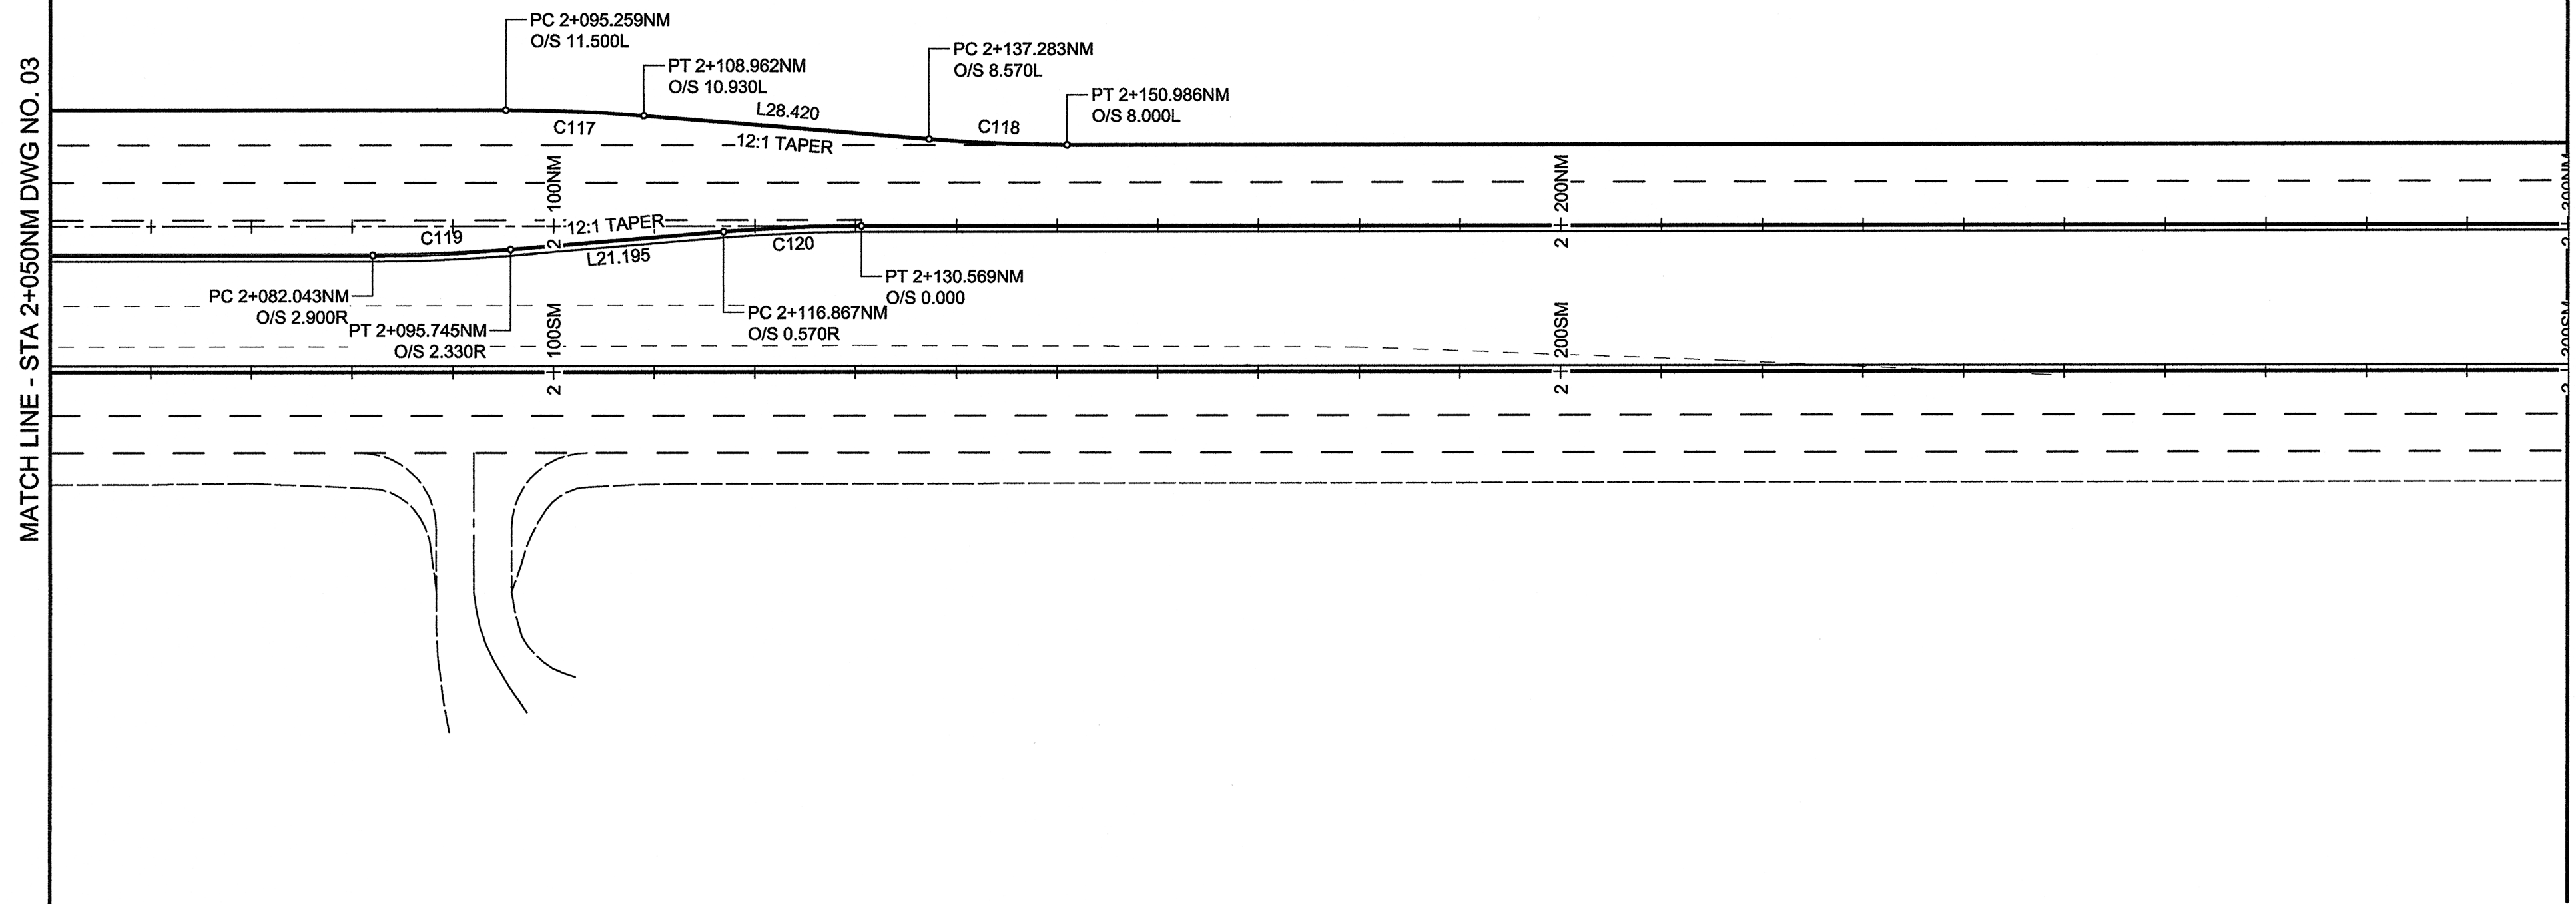 MATCH LINE - STA 2+050NM DWG NO. 03
PC 2+095.259NM
O/S 11.500L
PT 2+108.962NM
O/S 10.930L
PC 2+137.283NM
O/S 8.570L
PT 2+150.986NM
O/S 8.000L
L28.420
C117
C118
12:1 TAPER
2 100NM
2 200NM
12:1 TAPER
C119
L21.195
C120
PC 2+082.043NM
O/S 2.900R
PT 2+095.745NM
O/S 2.330R
PC 2+116.867NM
O/S 0.570R
PT 2+130.569NM
O/S 0.000
2 100SM
2 200SM